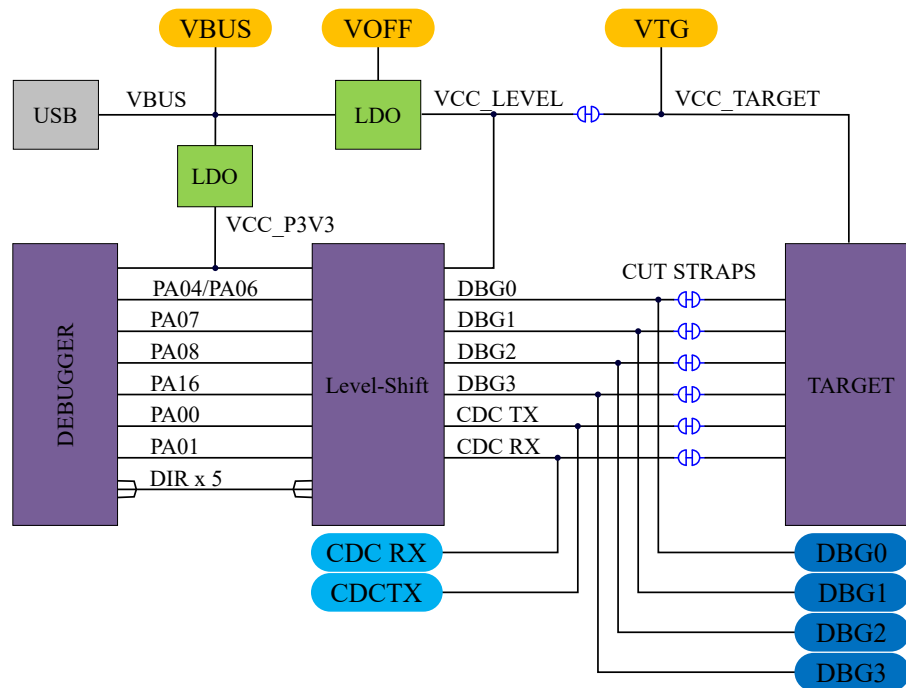 VBUS
VOFF
VTG
USB
VBUS
LDO
VCC_LEVEL
VCC_TARGET
LDO
VCC_P3V3
CUT STRAPS
DEBUGGER
PA04/PA06
PA07
PA08
PA16
PA00
PA01
DIR x 5
Level-Shift
DBG0
DBG1
DBG2
DBG3
CDC TX
CDC RX
TARGET
CDC RX
CDCTX
DBG0
DBG1
DBG2
DBG3